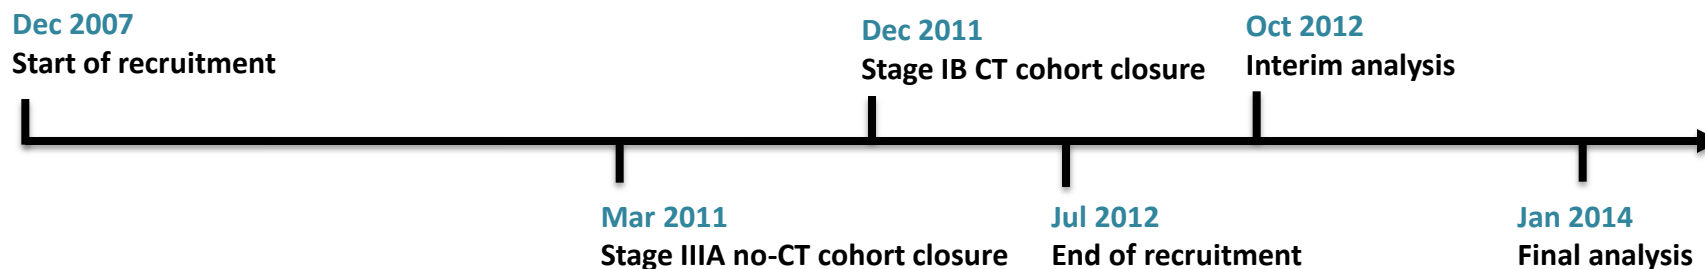 Dec 2007
Start of recruitment
Mar 2011
Stage IIIA no-CT cohort closure
Dec 2011
Stage IB CT cohort closure
Jul 2012
End of recruitment
Oct 2012
Interim analysis
Jan 2014
Final analysis